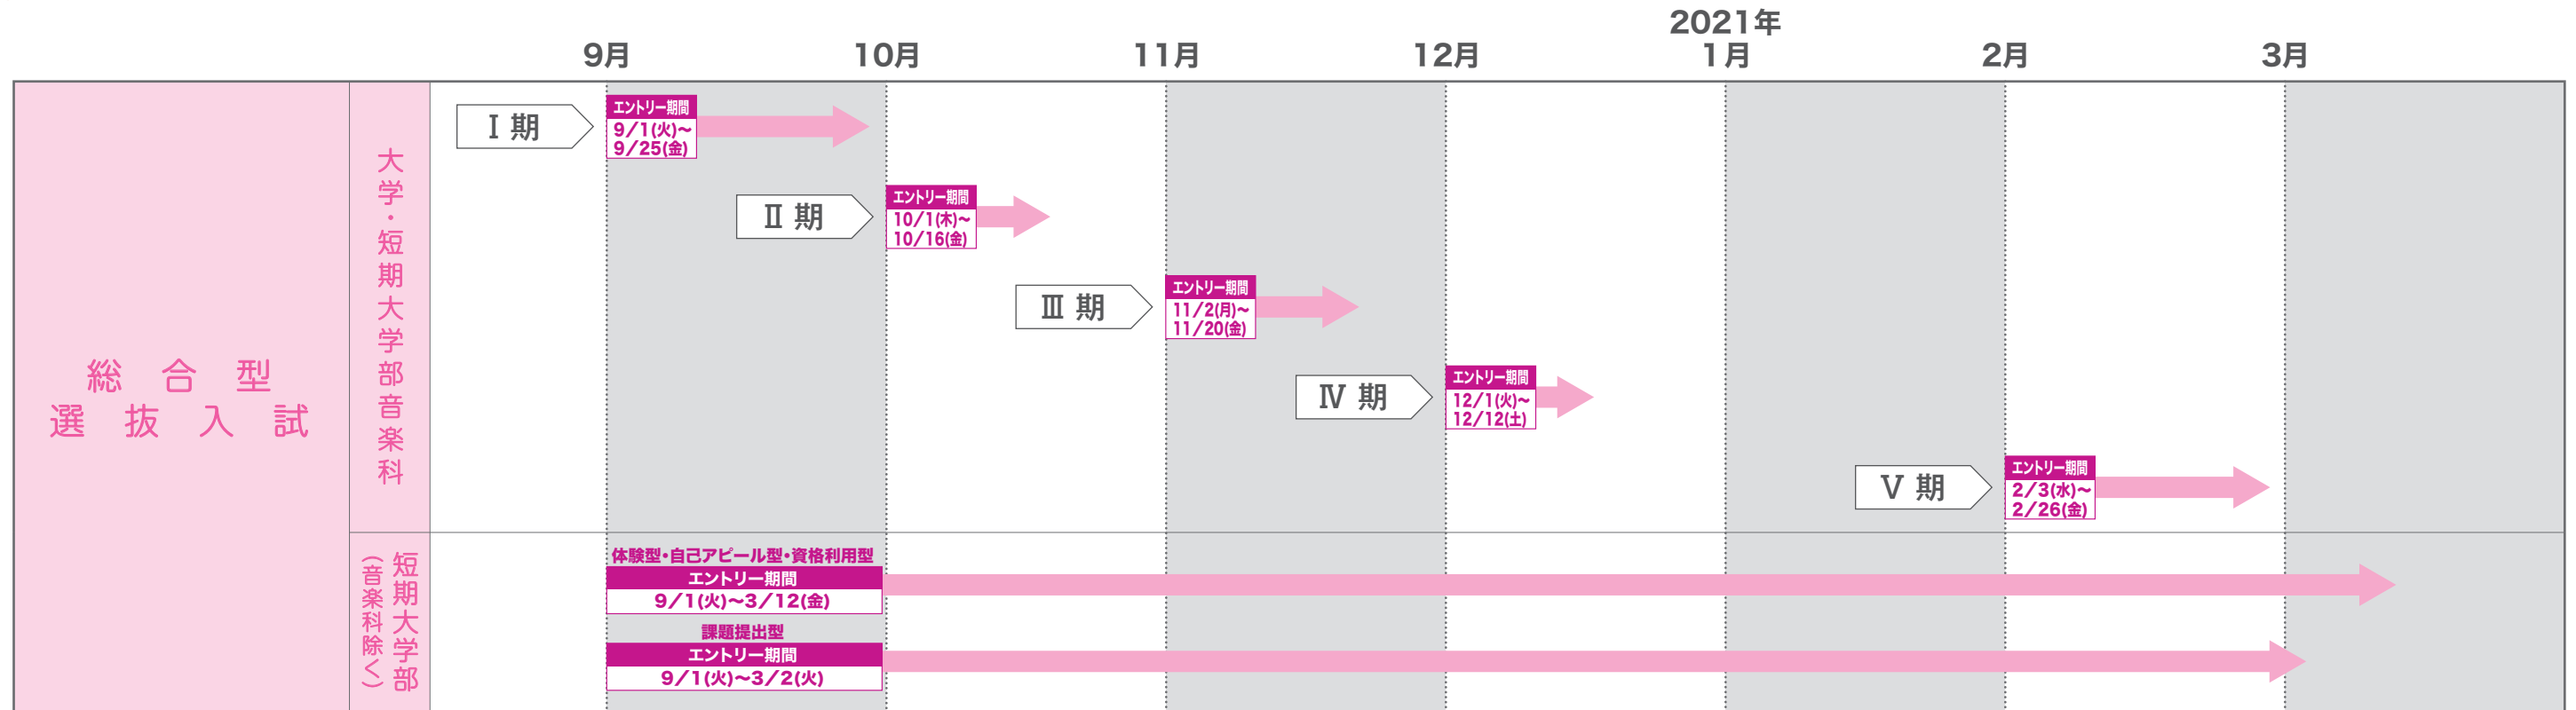 2021年
9月 10月 11月 12月 1月 2月 3月
総合型
選抜入試
大学・短期大学部音楽科
Ⅰ期
エントリー期間
9/1(火)〜
9/25(金)
Ⅱ期
エントリー期間
10/1(木)〜
10/16(金)
Ⅲ期
エントリー期間
11/2(月)〜
11/20(金)
Ⅳ期
エントリー期間
12/1(火)〜
12/12(土)
Ⅴ期
エントリー期間
2/3(水)〜
2/26(金)
短期大学部
(音楽科除く)
体験型・自己アピール型・資格利用型
エントリー期間
9/1(火)〜3/12(金)
課題提出型
エントリー期間
9/1(火)〜3/2(火)